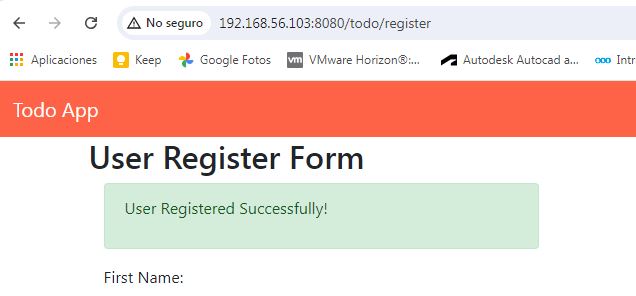 No seguro 192.168.56.103:8080/todo/register
Aplicaciones Keep Google Fotos vm VMware Horizon®:... Autodesk Autocad a... Intr
Todo App
User Register Form
User Registered Successfully!
First Name: